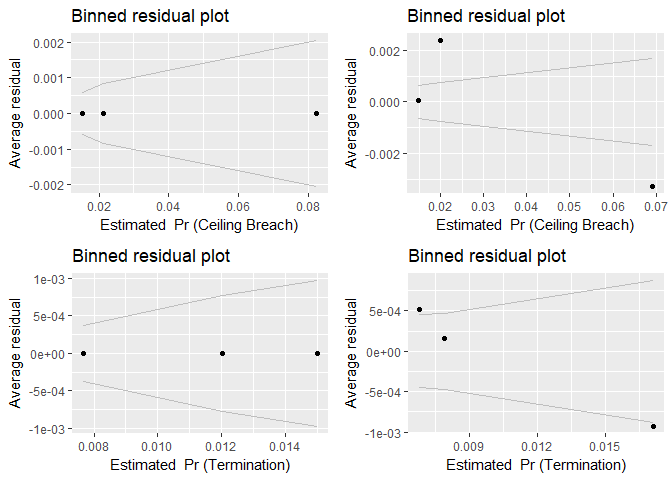 Binned residual plot
Average residual
0.002
0.001
0.000
-0.001
-0.002
0.02 0.04 0.06 0.08
Estimated Pr (Ceiling Breach)
Binned residual plot
Average residual
0.002
0.000
-0.002
0.02 0.03 0.04 0.05 0.06 0.07
Estimated Pr (Ceiling Breach)
Binned residual plot
Average residual
1e-03
5e-04
0e+00
-5e-04
-1e-03
0.008 0.010 0.012 0.014
Estimated Pr (Termination)
Binned residual plot
Average residual
5e-04
0e+00
-5e-04
-1e-03
0.009 0.012 0.015
Estimated Pr (Termination)